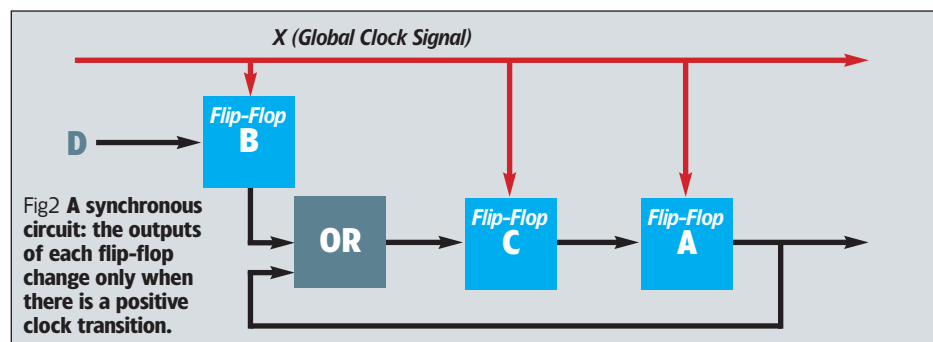 X (Global Clock Signal)
Flip-Flop
B
D
Fig2 A synchronous
circuit: the outputs
of each flip-flop
change only when
there is a positive
clock transition.
OR
Flip-Flop
C
Flip-Flop
A